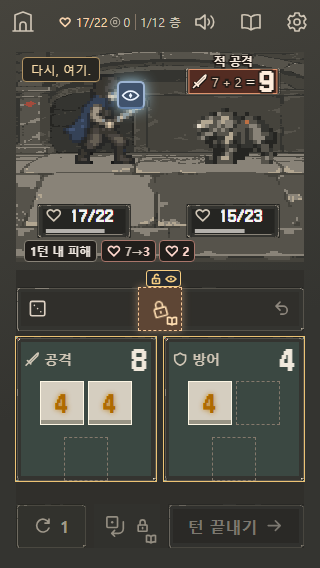 17/22 0 1/12 층
다시, 여기.
적 공격
7 + 2 = 9
17/22
15/23
1턴 내 피해 7→3 2
공격 8
방어 4
4 4
4
1
턴 끝내기 →